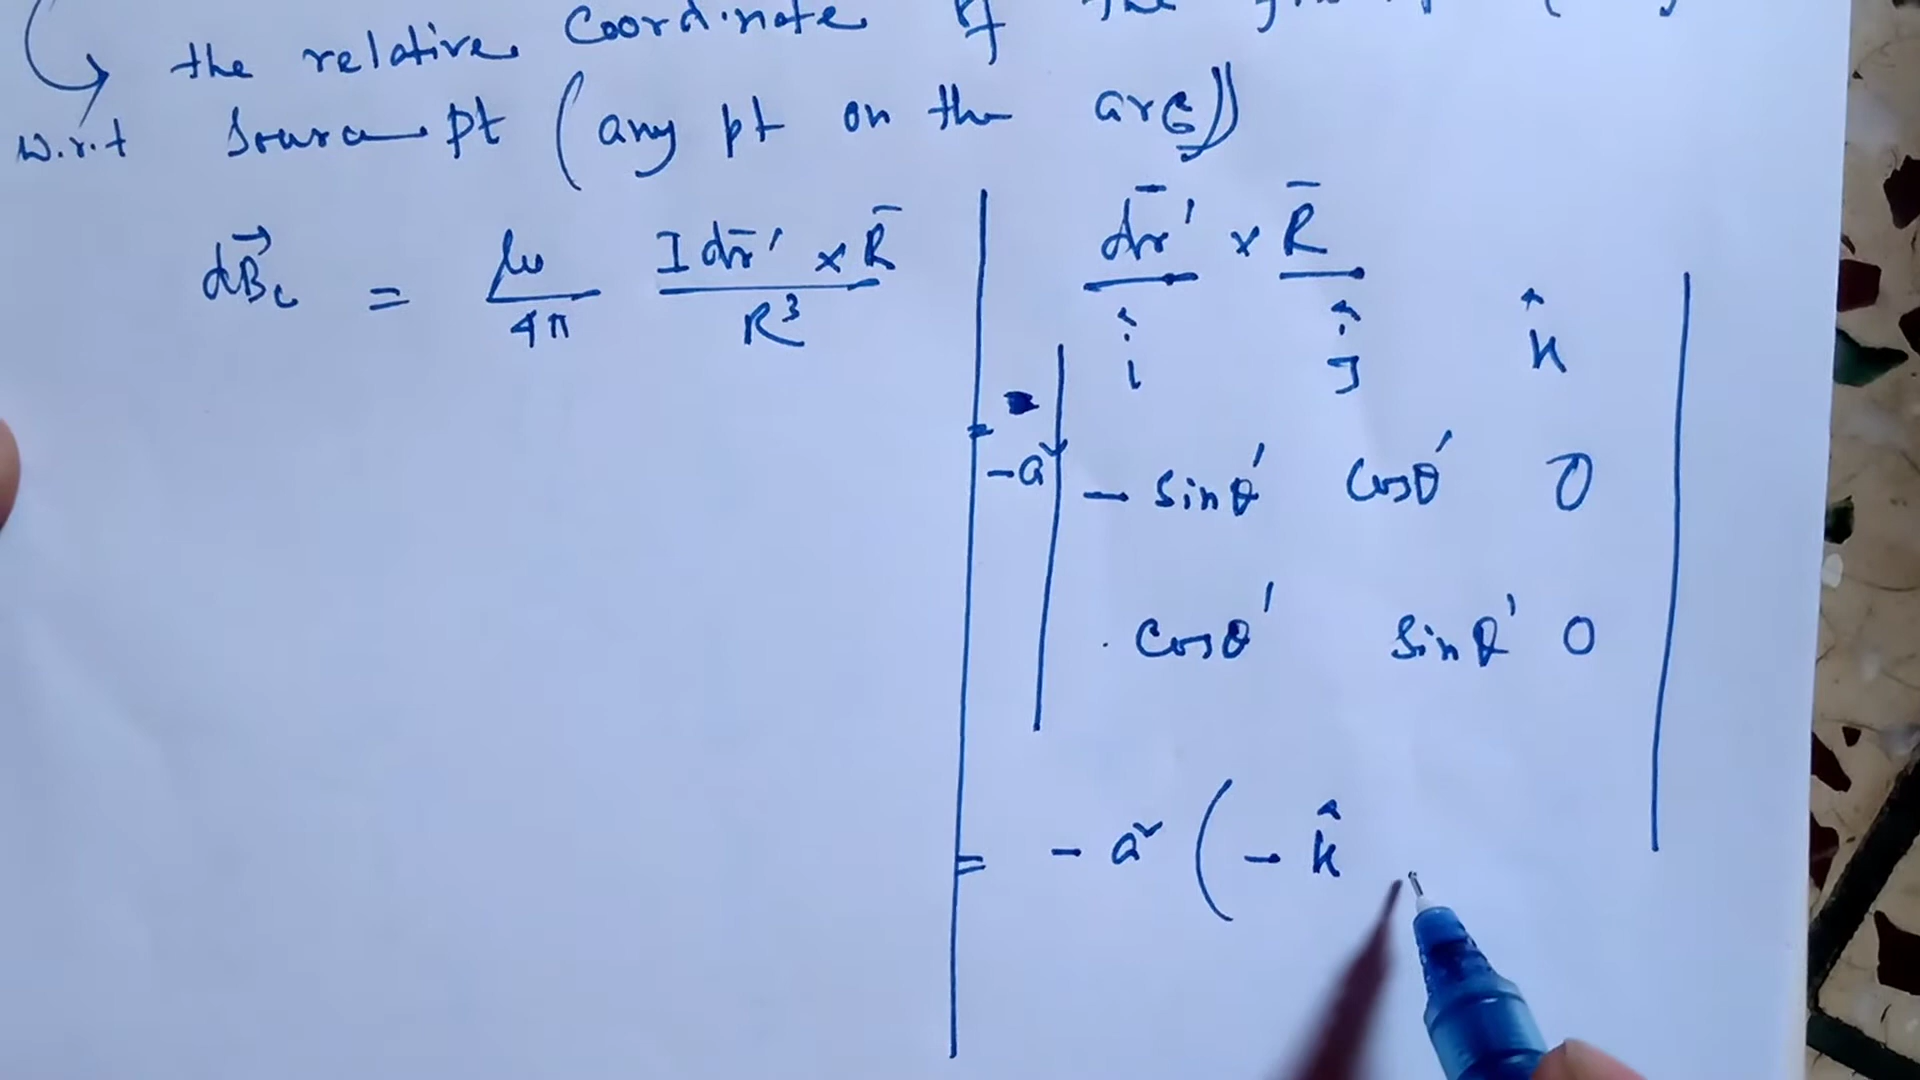 the relative Coordinate of the
w.r.t Source pt (any pt on the arc))
dB⃗c = μ₀/4π I dr̄' × R̄ / R³
dr̄' × R̄
î ĵ k̂
= -a² | - sinθ' cosθ' 0 |
cosθ' sinθ' 0
= - a² ( - k̂